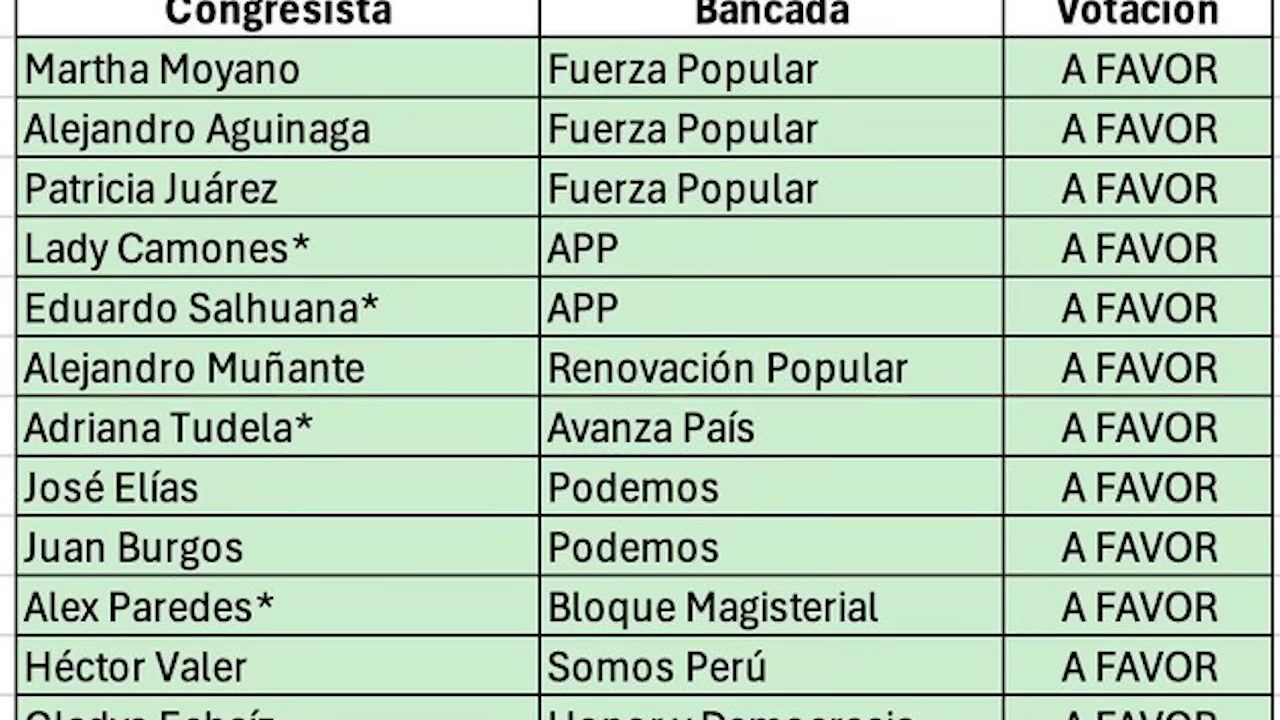 Congresista Bancada Votación
Martha Moyano Fuerza Popular A FAVOR
Alejandro Aguinaga Fuerza Popular A FAVOR
Patricia Juárez Fuerza Popular A FAVOR
Lady Camones* APP A FAVOR
Eduardo Salhuana* APP A FAVOR
Alejandro Muñante Renovación Popular A FAVOR
Adriana Tudela* Avanza País A FAVOR
José Elías Podemos A FAVOR
Juan Burgos Podemos A FAVOR
Alex Paredes* Bloque Magisterial A FAVOR
Héctor Valer Somos Perú A FAVOR